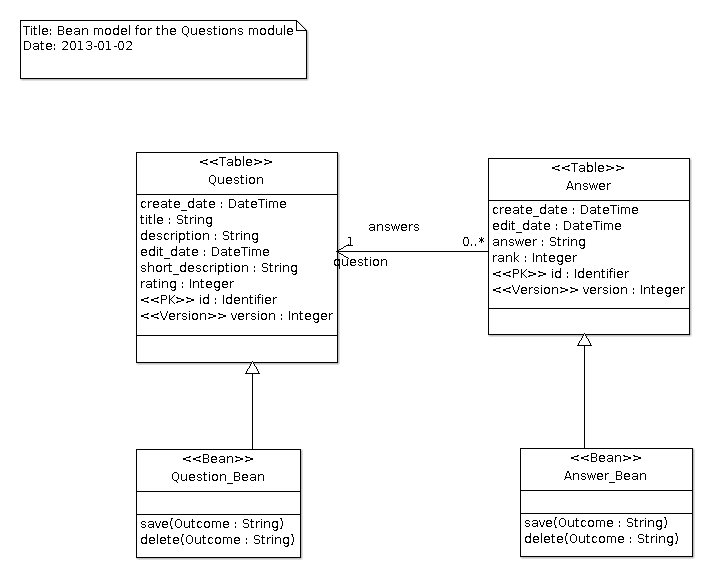 Title: Bean model for the Questions module
Date: 2013-01-02
<<Table>>
Question
create_date : DateTime
title : String
description : String
edit_date : DateTime
short_description : String
rating : Integer
<<PK>> id : Identifier
<<Version>> version : Integer
answers
1
0..*
question
<<Table>>
Answer
create_date : DateTime
edit_date : DateTime
answer : String
rank : Integer
<<PK>> id : Identifier
<<Version>> version : Integer
<<Bean>>
Question_Bean
save(Outcome : String)
delete(Outcome : String)
<<Bean>>
Answer_Bean
save(Outcome : String)
delete(Outcome : String)